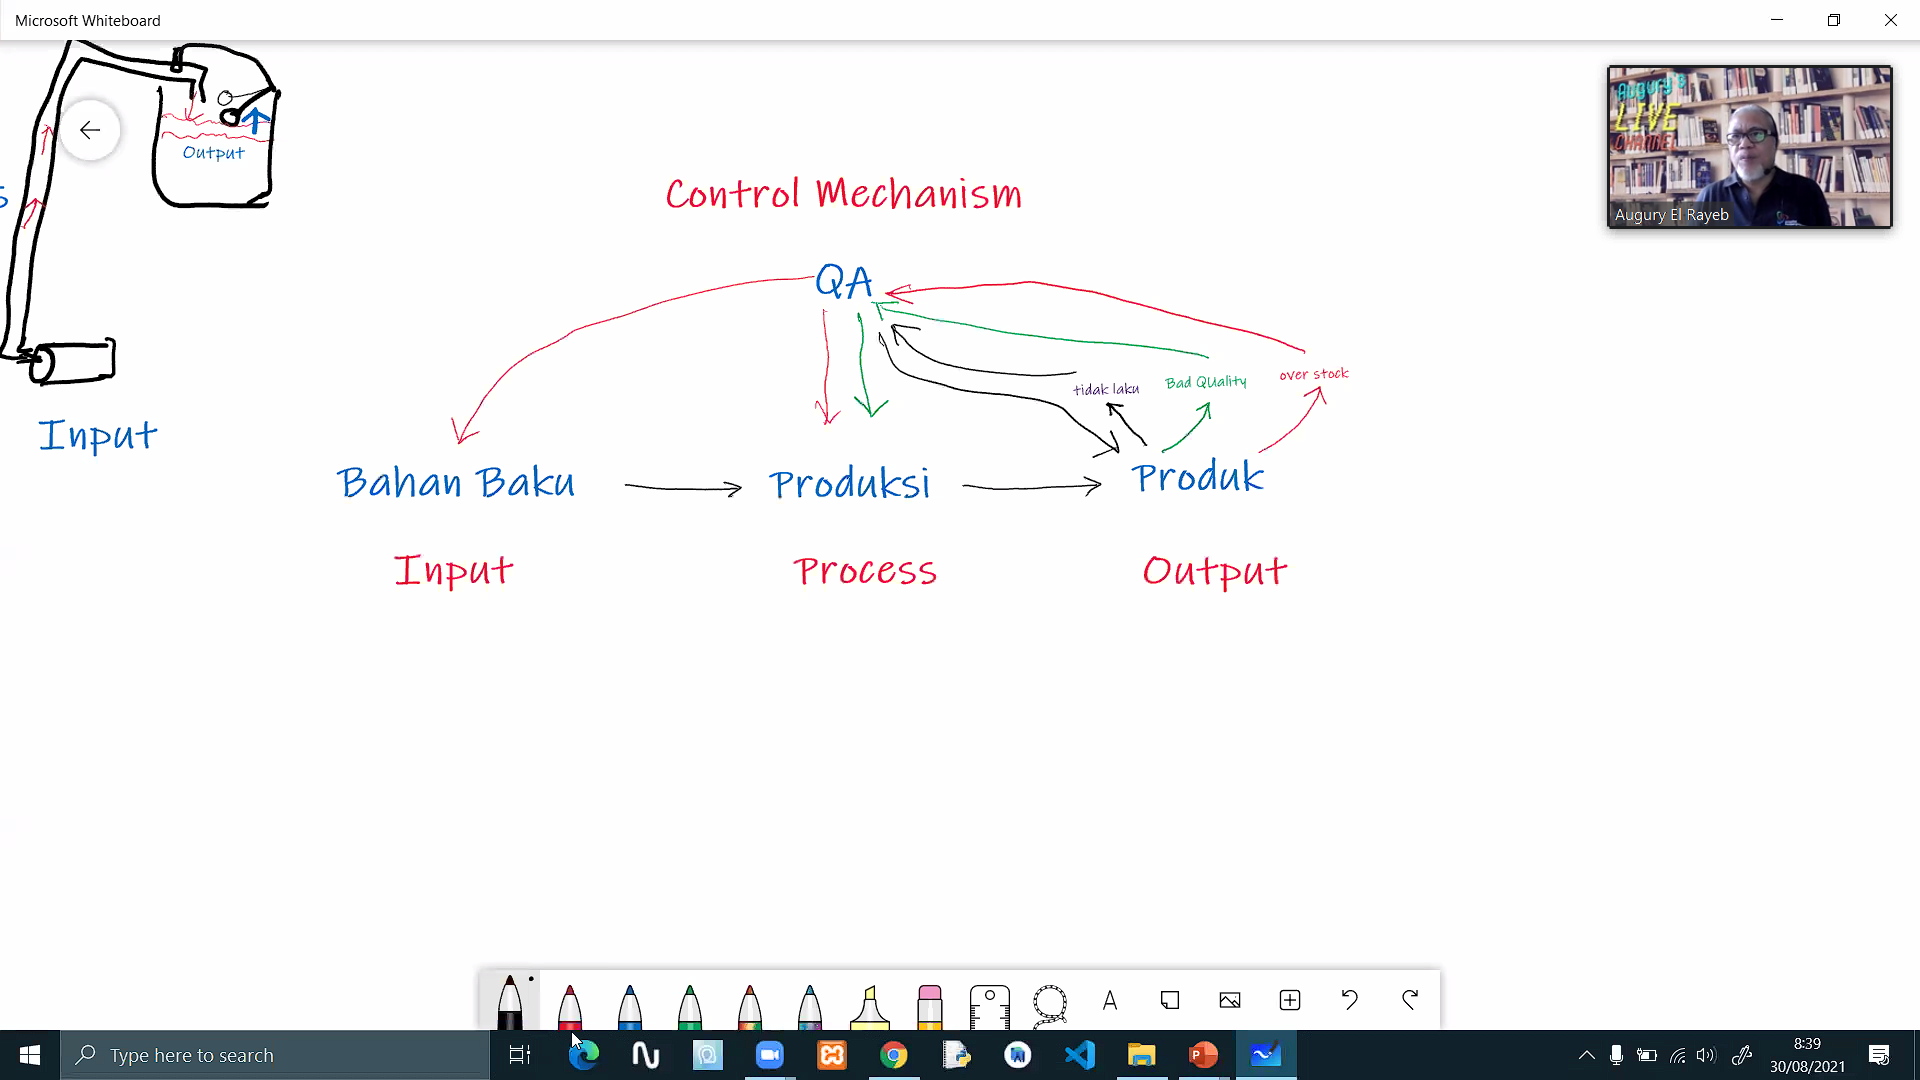 Microsoft Whiteboard
Augury's
LIVE
CHANNEL
Augury El Rayeb
Output
s
Input
Control Mechanism
QA
tidak laku
Bad Quality
over stock
Bahan Baku
Produksi
Produk
Input
Process
Output
Type here to search
8:39
30/08/2021